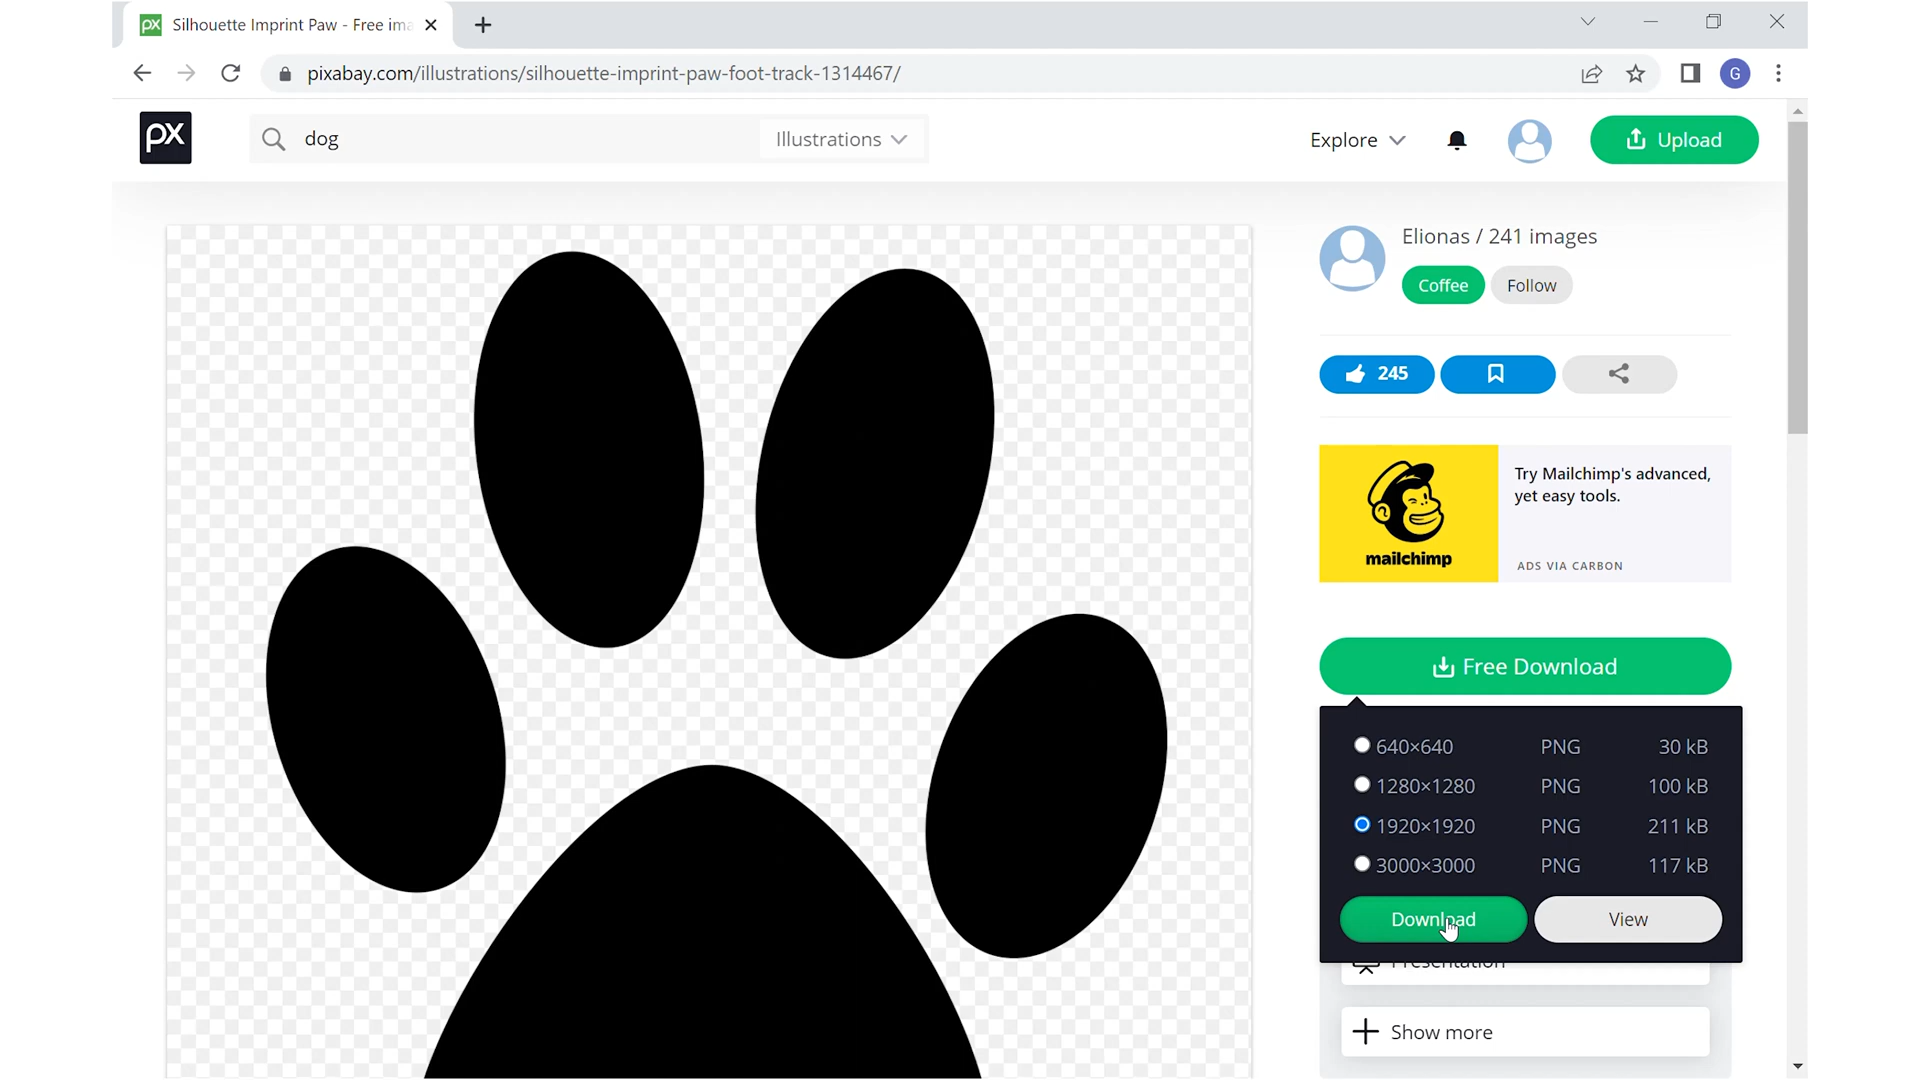 px Silhouette Imprint Paw - Free ima
pixabay.com/illustrations/silhouette-imprint-paw-foot-track-1314467/
G
px
dog
Illustrations
Explore
Upload
Elionas / 241 images
Coffee
Follow
245
Try Mailchimp's advanced,
yet easy tools.
mailchimp
ADS VIA CARBON
Free Download
640×640 PNG 30 kB
1280×1280 PNG 100 kB
1920×1920 PNG 211 kB
3000×3000 PNG 117 kB
Download
View
Presentation
Show more